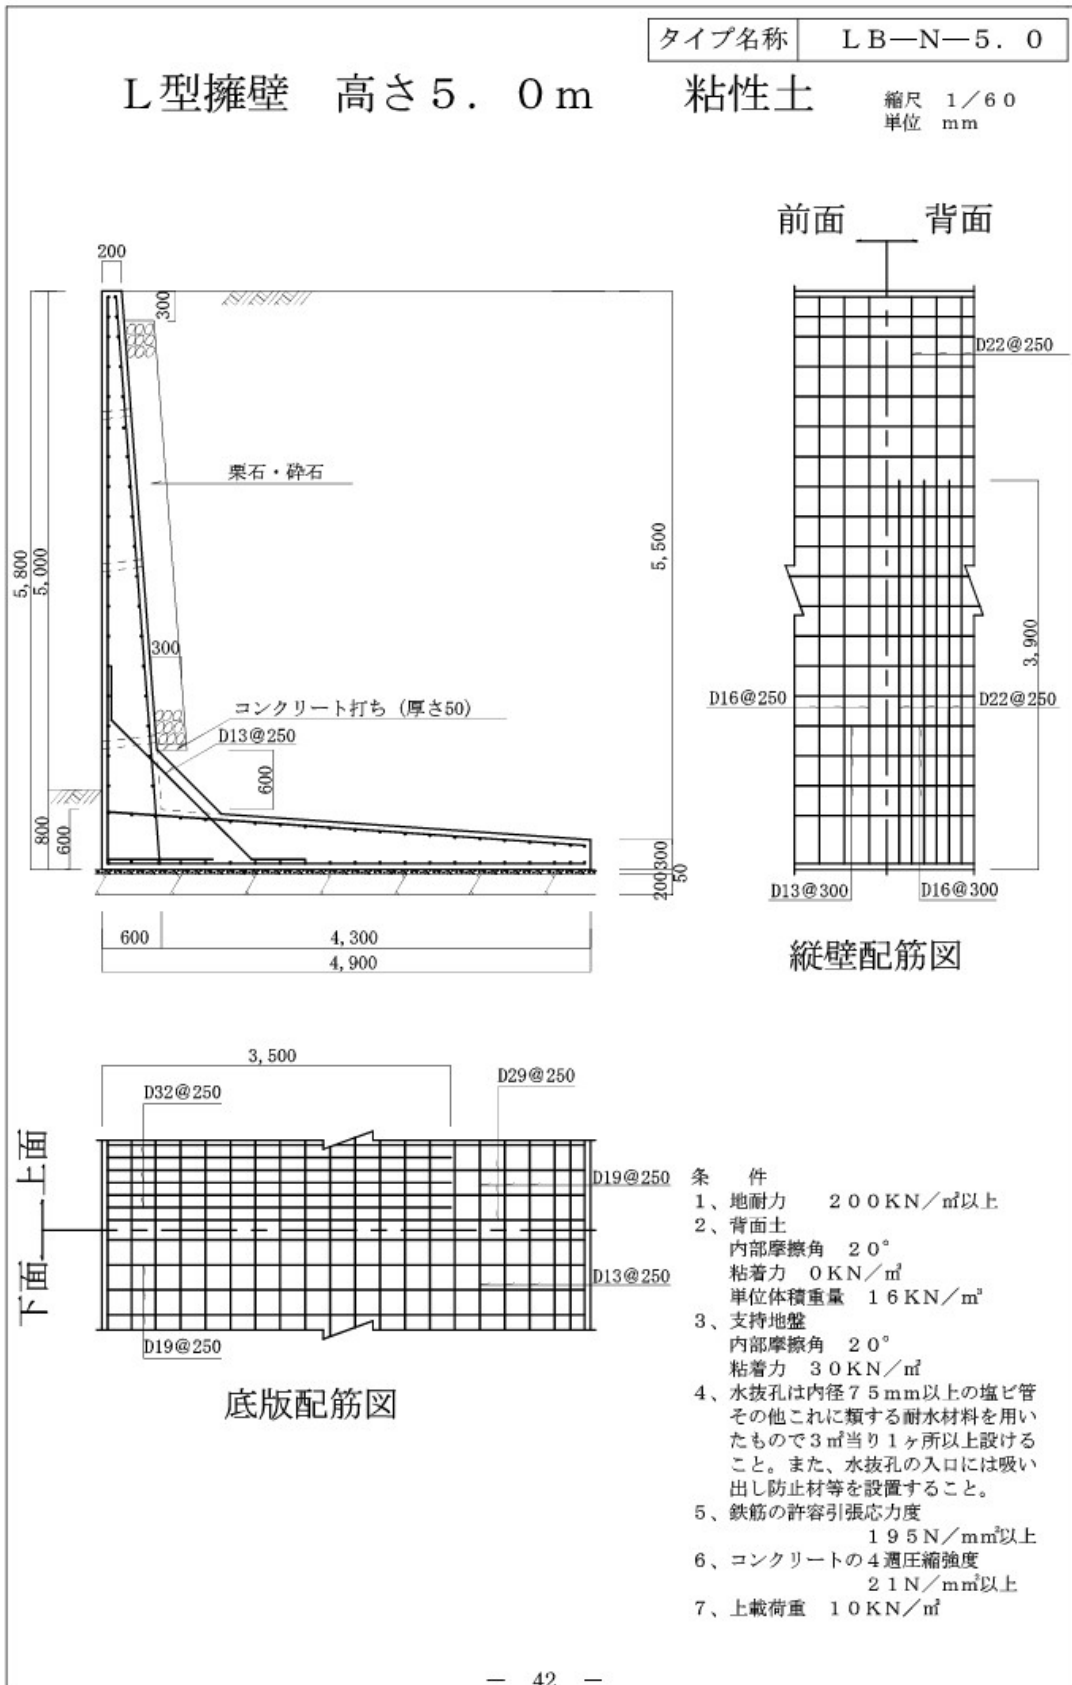 タイプ名称 ＬＢ―Ｎ―５．０
Ｌ型擁壁　高さ５．０ｍ　粘性土
縮尺　１／６０
単位　ｍｍ
前面 背面
200
300
D22@250
栗石・砕石
5,800
5,000
5,500
3,900
300
D16@250
D22@250
コンクリート打ち（厚さ50）
D13@250
600
800
600
300
50
200
D13@300
D16@300
600
4,300
4,900
縦壁配筋図
3,500
D32@250
D29@250
上面
下面
D19@250
D13@250
D19@250
底版配筋図
条　件
１、地耐力　２００ＫＮ／㎡以上
２、背面土
内部摩擦角　２０°
粘着力　０ＫＮ／㎡
単位体積重量　１６ＫＮ／㎥
３、支持地盤
内部摩擦角　２０°
粘着力　３０ＫＮ／㎡
４、水抜孔は内径７５ｍｍ以上の塩ビ管
その他これに類する耐水材料を用い
たもので３㎡当り１ヶ所以上設ける
こと。また、水抜孔の入口には吸い
出し防止材等を設置すること。
５、鉄筋の許容引張応力度
１９５Ｎ／ｍ㎡以上
６、コンクリートの４週圧縮強度
２１Ｎ／ｍ㎡以上
７、上載荷重　１０ＫＮ／㎡
―　42　―